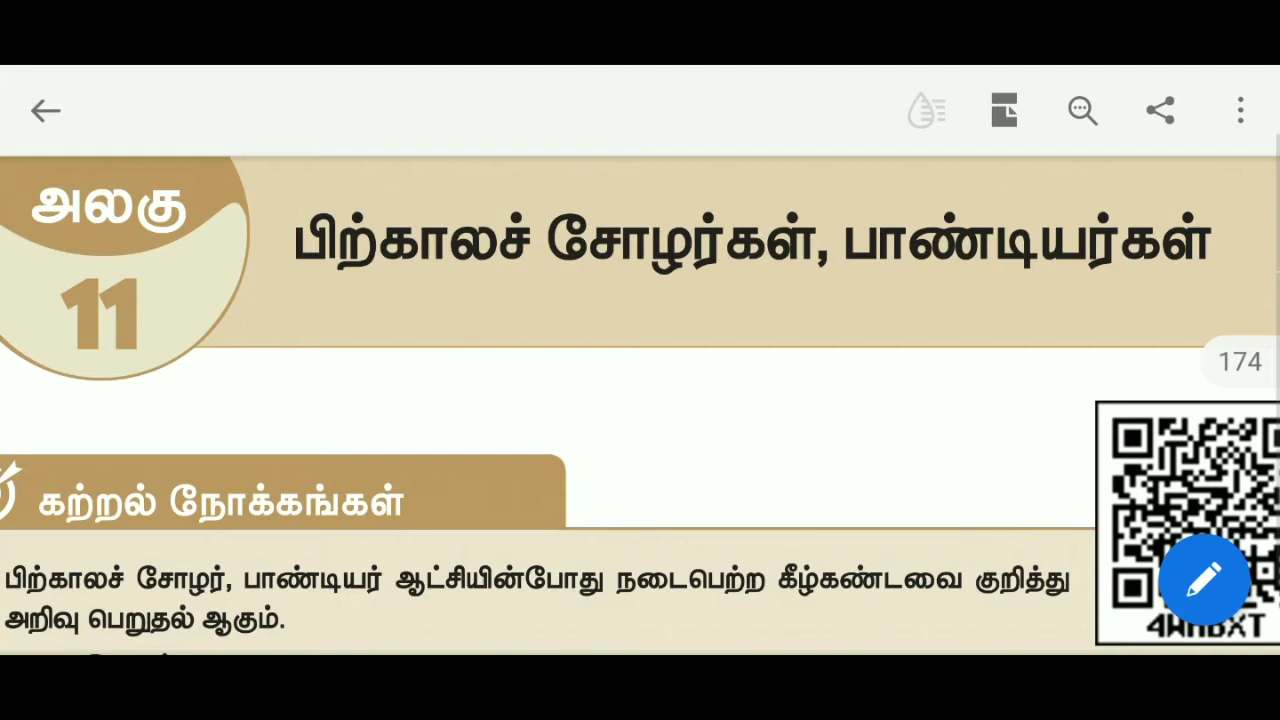 அலகு
11
பிற்காலச் சோழர்கள், பாண்டியர்கள்
174
கற்றல் நோக்கங்கள்
பிற்காலச் சோழர், பாண்டியர் ஆட்சியின்போது நடைபெற்ற கீழ்கண்டவை குறித்து
அறிவு பெறுதல் ஆகும்.